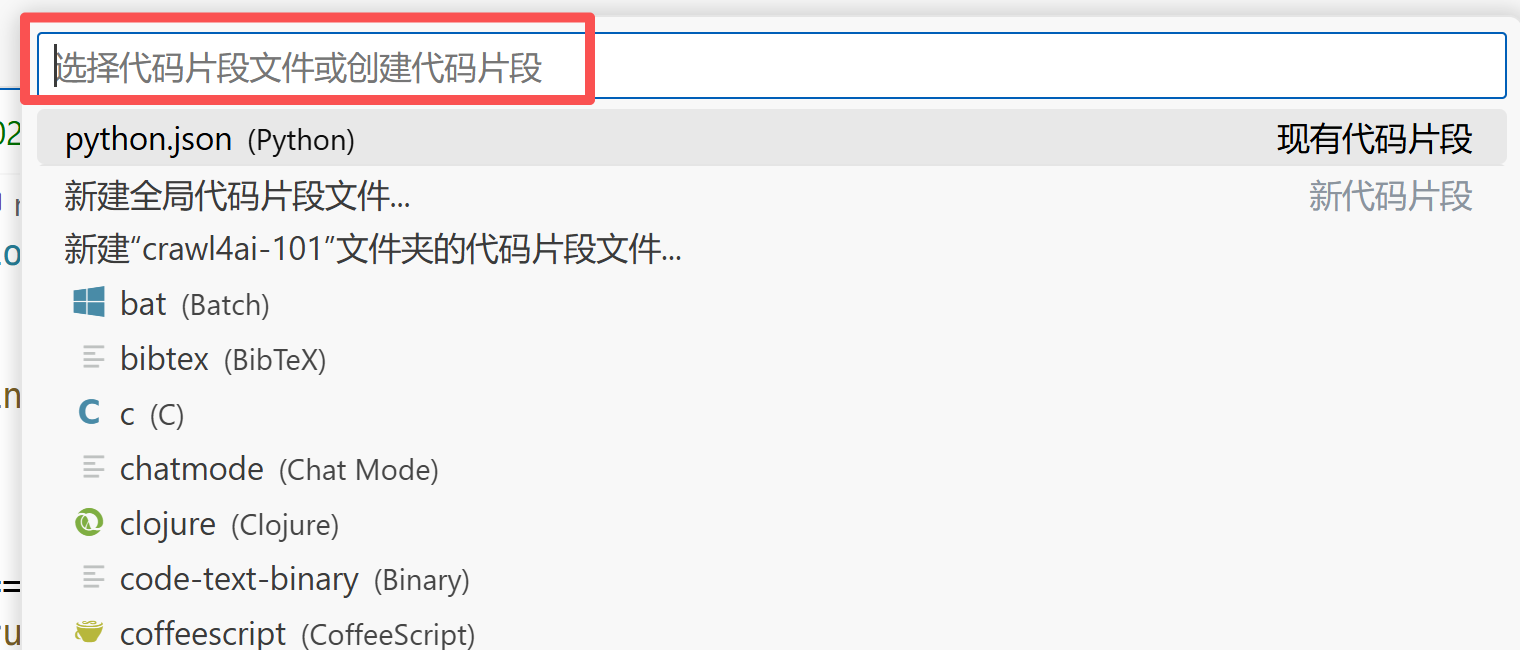 选择代码片段文件或创建代码片段
python.json (Python) 现有代码片段
新建全局代码片段文件... 新代码片段
新建“crawl4ai-101”文件夹的代码片段文件...
bat (Batch)
bibtex (BibTeX)
C c (C)
chatmode (Chat Mode)
clojure (Clojure)
code-text-binary (Binary)
coffeescript (CoffeeScript)